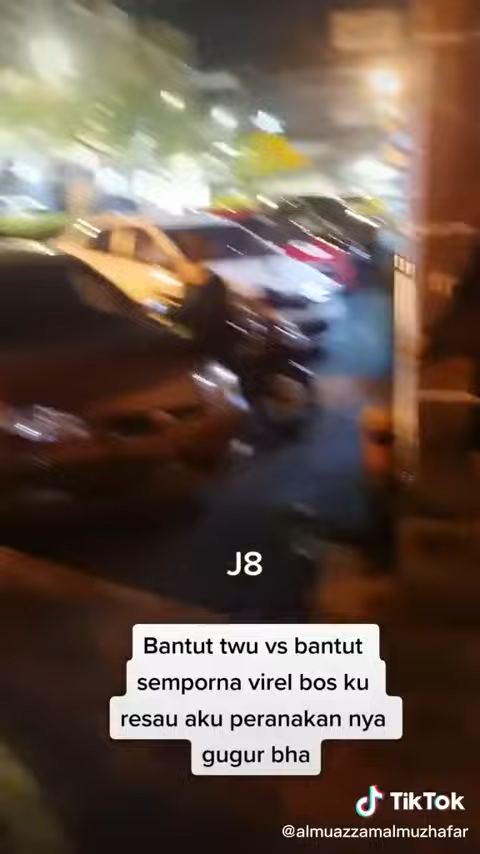 J8
Bantut twu vs bantut
semporna virel bos ku
resau aku peranakan nya
gugur bha
TikTok
@almuazzamalmuzhafar